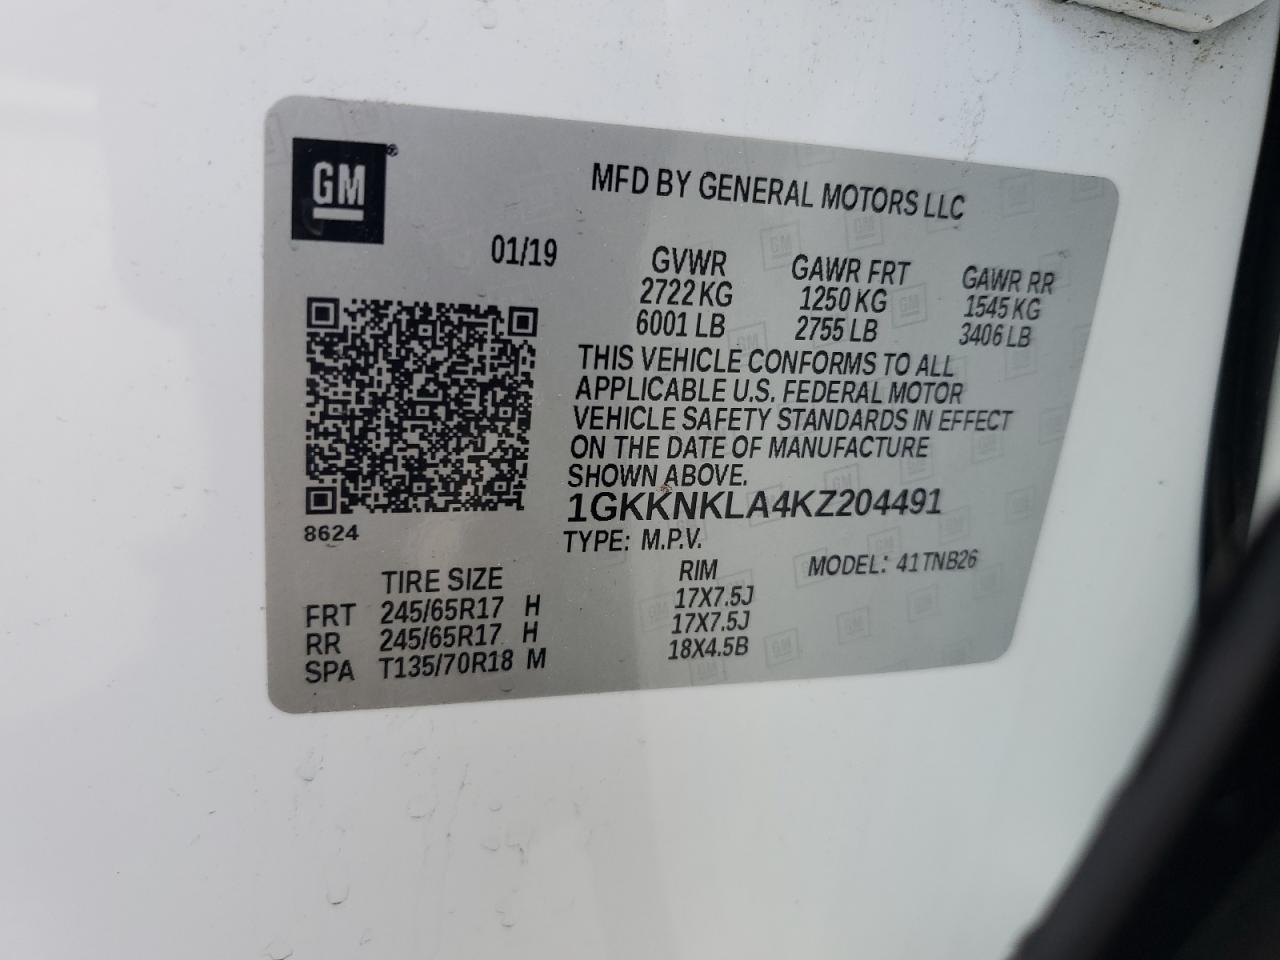 GM®
MFD BY GENERAL MOTORS LLC
01/19
GVWR GAWR FRT GAWR RR
2722 KG 1250 KG 1545 KG
6001 LB 2755 LB 3406 LB
THIS VEHICLE CONFORMS TO ALL
APPLICABLE U.S. FEDERAL MOTOR
VEHICLE SAFETY STANDARDS IN EFFECT
ON THE DATE OF MANUFACTURE
SHOWN ABOVE.
1GKKNKLA4KZ204491
8624
TYPE: M.P.V. MODEL: 41TNB26
TIRE SIZE RIM
FRT 245/65R17 H 17X7.5J
RR 245/65R17 H 17X7.5J
SPA T135/70R18 M 18X4.5B